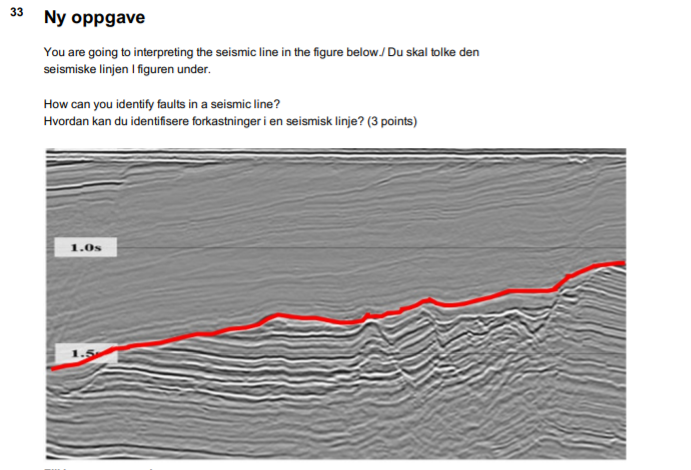 33 Ny oppgave
You are going to interpreting the seismic line in the figure below./ Du skal tolke den
seismiske linjen I figuren under.
How can you identify faults in a seismic line?
Hvordan kan du identifisere forkastninger i en seismisk linje? (3 points)
1.0s
1.5